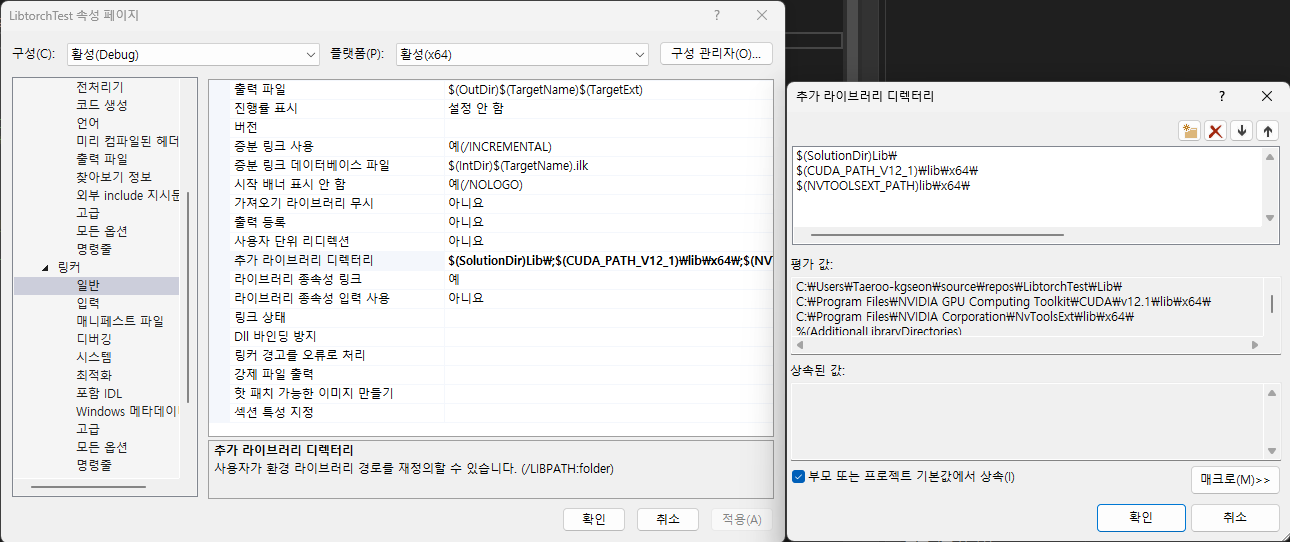 LibtorchTest 속성 페이지
구성(C):
활성(Debug)
플랫폼(P):
활성(x64)
구성 관리자(O)...
전처리기
코드 생성
언어
미리 컴파일된 헤더
출력 파일
찾아보기 정보
외부 include 지시문
고급
모든 옵션
명령줄
링커
일반
입력
매니페스트 파일
디버깅
시스템
최적화
포함 IDL
Windows 메타데이터
고급
모든 옵션
명령줄
출력 파일 $(OutDir)$(TargetName)$(TargetExt)
진행률 표시 설정 안 함
버전
증분 링크 사용 예(/INCREMENTAL)
증분 링크 데이터베이스 파일 $(IntDir)$(TargetName).ilk
시작 배너 표시 안 함 예(/NOLOGO)
가져오기 라이브러리 무시 아니요
출력 등록 아니요
사용자 단위 리디렉션 아니요
추가 라이브러리 디렉터리 $(SolutionDir)Lib₩;$(CUDA_PATH_V12_1)₩lib₩x64₩;$(NV
라이브러리 종속성 링크 예
라이브러리 종속성 입력 사용 아니요
링크 상태
Dll 바인딩 방지
링커 경고를 오류로 처리
강제 파일 출력
핫 패치 가능한 이미지 만들기
섹션 특성 지정
추가 라이브러리 디렉터리
사용자가 환경 라이브러리 경로를 재정의할 수 있습니다. (/LIBPATH:folder)
확인
취소
적용(A)
추가 라이브러리 디렉터리
$(SolutionDir)Lib₩
$(CUDA_PATH_V12_1)₩lib₩x64₩
$(NVTOOLSEXT_PATH)lib₩x64₩
평가 값:
C:₩Users₩Taeroo-kgseon₩source₩repos₩LibtorchTest₩Lib₩
C:₩Program Files₩NVIDIA GPU Computing Toolkit₩CUDA₩v12.1₩lib₩x64₩
C:₩Program Files₩NVIDIA Corporation₩NvToolsExt₩lib₩x64₩
%(AdditionalLibraryDirectories)
상속된 값:
부모 또는 프로젝트 기본값에서 상속(I)
매크로(M)>>
확인
취소